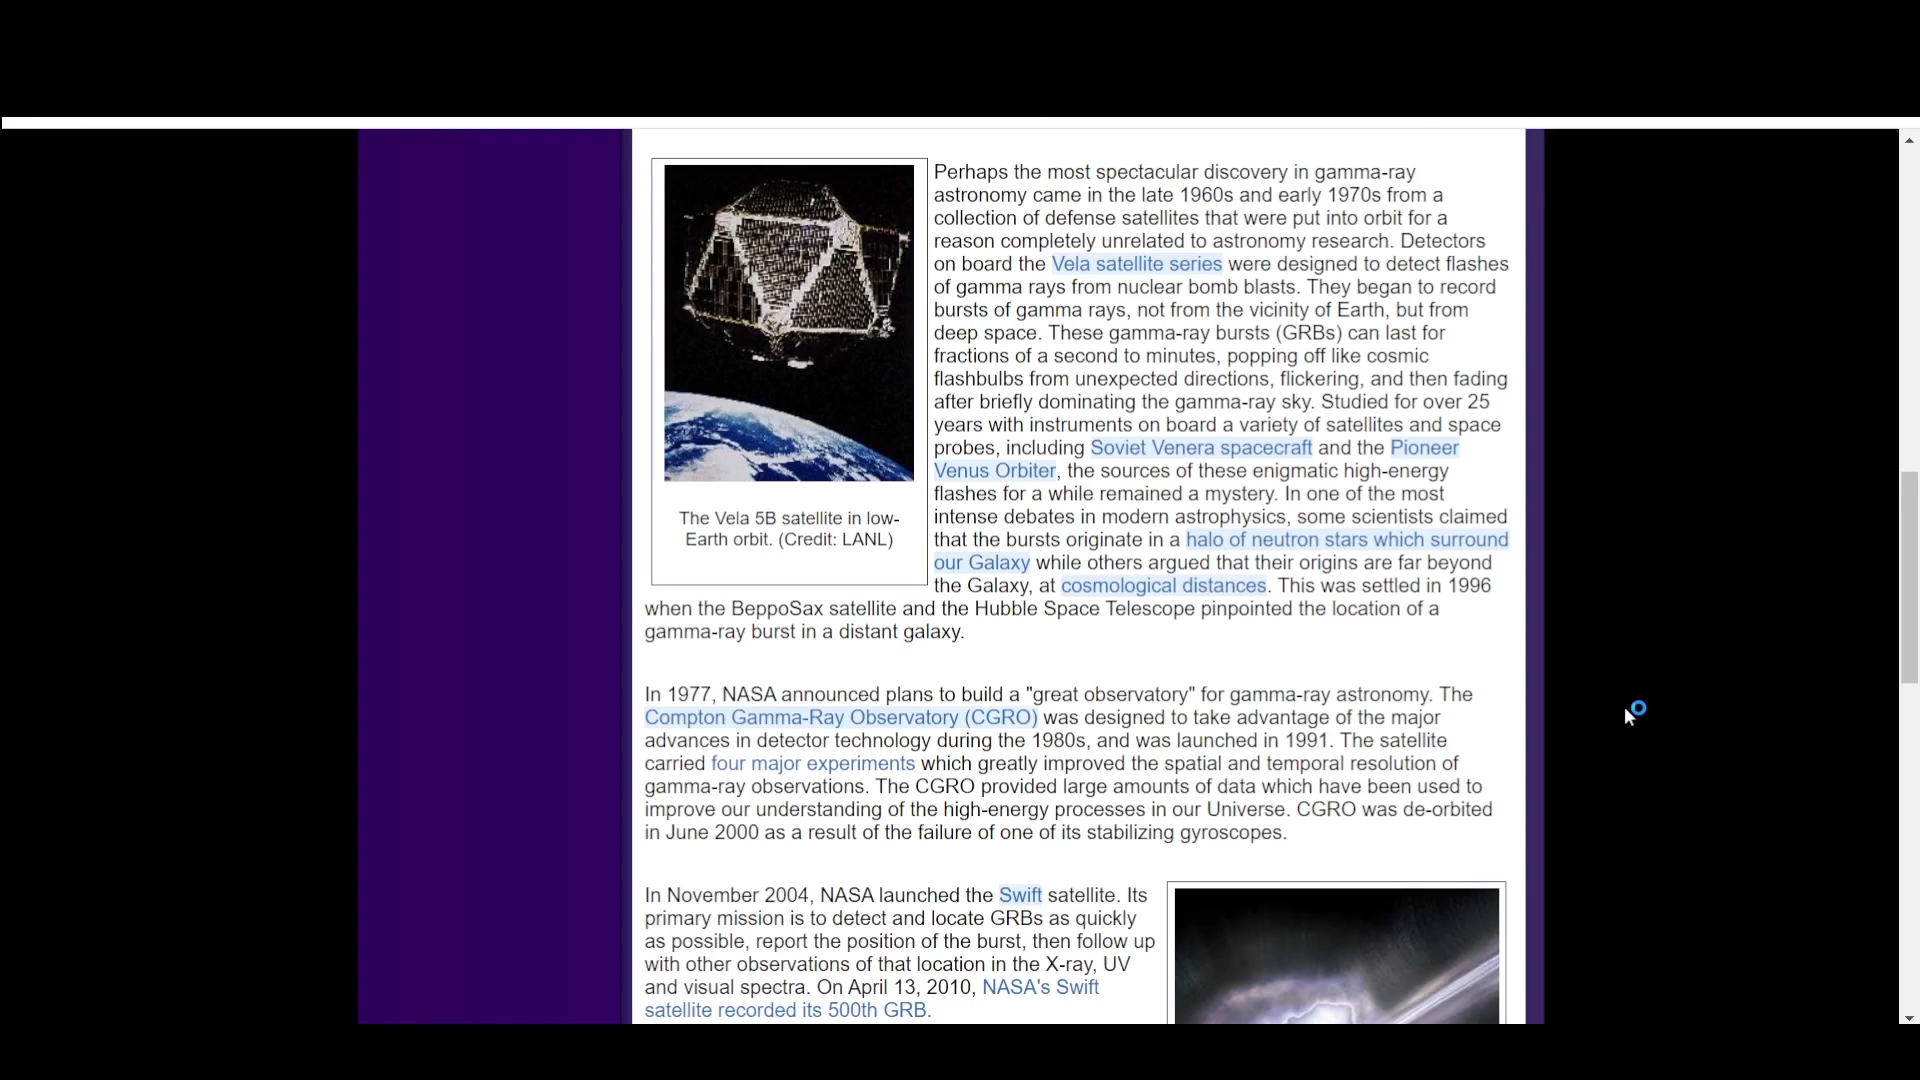 Perhaps the most spectacular discovery in gamma-ray
astronomy came in the late 1960s and early 1970s from a
collection of defense satellites that were put into orbit for a
reason completely unrelated to astronomy research. Detectors
on board the Vela satellite series were designed to detect flashes
of gamma rays from nuclear bomb blasts. They began to record
bursts of gamma rays, not from the vicinity of Earth, but from
deep space. These gamma-ray bursts (GRBs) can last for
fractions of a second to minutes, popping off like cosmic
flashbulbs from unexpected directions, flickering, and then fading
after briefly dominating the gamma-ray sky. Studied for over 25
years with instruments on board a variety of satellites and space
probes, including Soviet Venera spacecraft and the Pioneer
Venus Orbiter, the sources of these enigmatic high-energy
flashes for a while remained a mystery. In one of the most
intense debates in modern astrophysics, some scientists claimed
that the bursts originate in a halo of neutron stars which surround
our Galaxy while others argued that their origins are far beyond
the Galaxy, at cosmological distances. This was settled in 1996
when the BeppoSax satellite and the Hubble Space Telescope pinpointed the location of a
gamma-ray burst in a distant galaxy.
The Vela 5B satellite in low-
Earth orbit. (Credit: LANL)
In 1977, NASA announced plans to build a "great observatory" for gamma-ray astronomy. The
Compton Gamma-Ray Observatory (CGRO) was designed to take advantage of the major
advances in detector technology during the 1980s, and was launched in 1991. The satellite
carried four major experiments which greatly improved the spatial and temporal resolution of
gamma-ray observations. The CGRO provided large amounts of data which have been used to
improve our understanding of the high-energy processes in our Universe. CGRO was de-orbited
in June 2000 as a result of the failure of one of its stabilizing gyroscopes.
In November 2004, NASA launched the Swift satellite. Its
primary mission is to detect and locate GRBs as quickly
as possible, report the position of the burst, then follow up
with other observations of that location in the X-ray, UV
and visual spectra. On April 13, 2010, NASA's Swift
satellite recorded its 500th GRB.